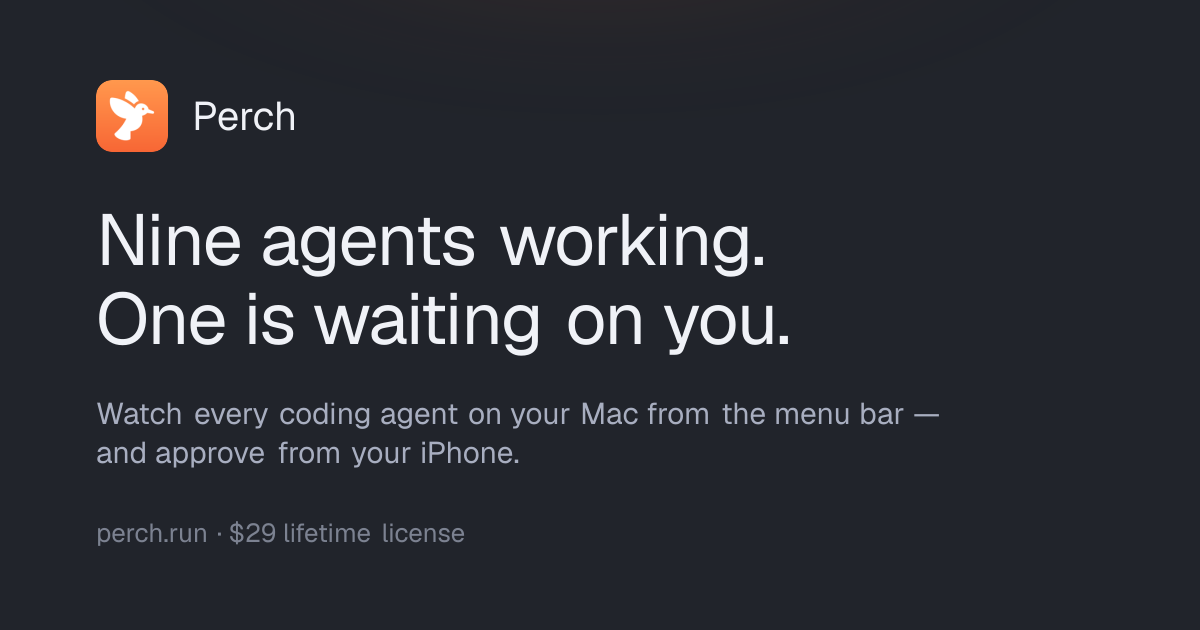 Perch
Nine agents working.
One is waiting on you.
Watch every coding agent on your Mac from the menu bar —
and approve from your iPhone.
perch.run · $29 lifetime license